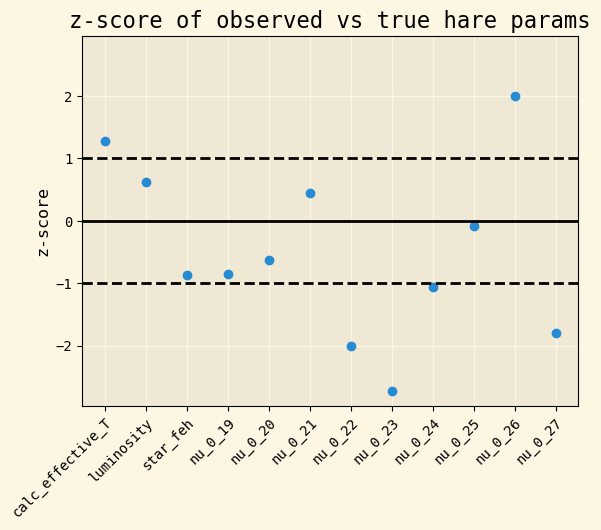 z-score of observed vs true hare params
z-score
2
1
0
−1
−2
calc_effective_T
luminosity
star_feh
nu_0_19
nu_0_20
nu_0_21
nu_0_22
nu_0_23
nu_0_24
nu_0_25
nu_0_26
nu_0_27